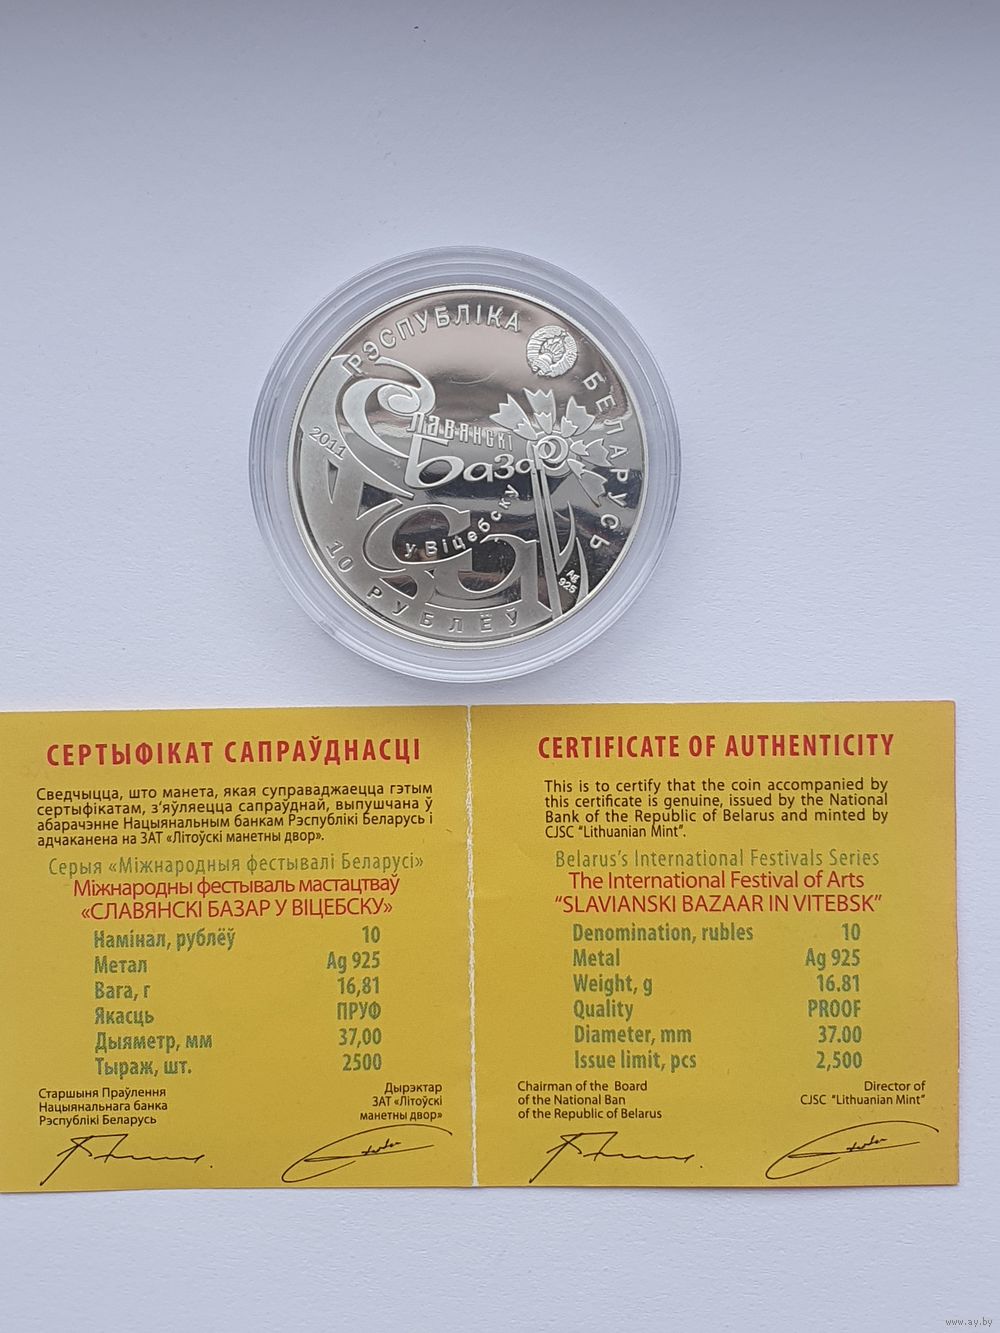 РЭСПУБЛІКА БЕЛАРУСЬ
2011
Славянскі
база
у Віцебску
Ag
925
10 РУБЛЁЎ
СЕРТЫФІКАТ САПРАЎДНАСЦІ
Сведчыцца, што манета, якая суправаджаецца гэтым
сертыфікатам, з'яўляецца сапраўднай, выпушчана ў
абарачэнне Нацыянальным банкам Рэспублікі Беларусь і
адчаканена на ЗАТ «Літоўскі манетны двор».
Серыя «Міжнародныя фестывалі Беларусі»
Міжнародны фестываль мастацтваў
«СЛАВЯНСКІ БАЗАР У ВІЦЕБСКУ»
Намінал, рублёў 10
Метал Ag 925
Вага, г 16,81
Якасць ПРУФ
Дыяметр, мм 37,00
Тыраж, шт. 2500
Старшыня Праўлення
Нацыянальнага банка
Рэспублікі Беларусь
Дырэктар
ЗАТ «Літоўскі
манетны двор»
CERTIFICATE OF AUTHENTICITY
This is to certify that the coin accompanied by
this certificate is genuine, issued by the National
Bank of the Republic of Belarus and minted by
CJSC "Lithuanian Mint".
Belarus's International Festivals Series
The International Festival of Arts
"SLAVIANSKI BAZAAR IN VITEBSK"
Denomination, rubles 10
Metal Ag 925
Weight, g 16.81
Quality PROOF
Diameter, mm 37.00
Issue limit, pcs 2,500
Chairman of the Board
of the National Ban
of the Republic of Belarus
Director of
CJSC "Lithuanian Mint"
www.ay.by